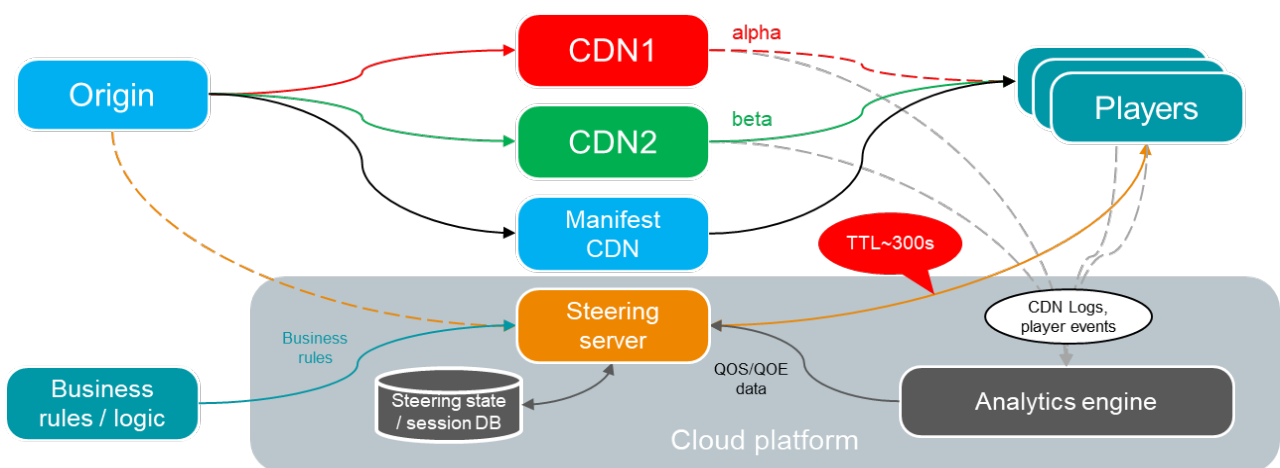 CDN1
alpha
Origin
Players
CDN2
beta
Manifest
CDN
TTL~300s
Steering
server
CDN Logs,
player events
Business
rules
QOS/QOE
data
Business
rules / logic
Steering state
/ session DB
Analytics engine
Cloud platform